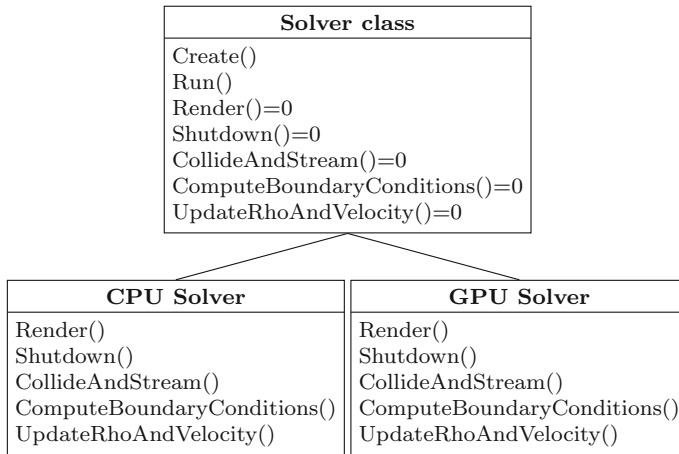 Solver class
Create()
Run()
Render()=0
Shutdown()=0
CollideAndStream()=0
ComputeBoundaryConditions()=0
UpdateRhoAndVelocity()=0
CPU Solver
Render()
Shutdown()
CollideAndStream()
ComputeBoundaryConditions()
UpdateRhoAndVelocity()
GPU Solver
Render()
Shutdown()
CollideAndStream()
ComputeBoundaryConditions()
UpdateRhoAndVelocity()